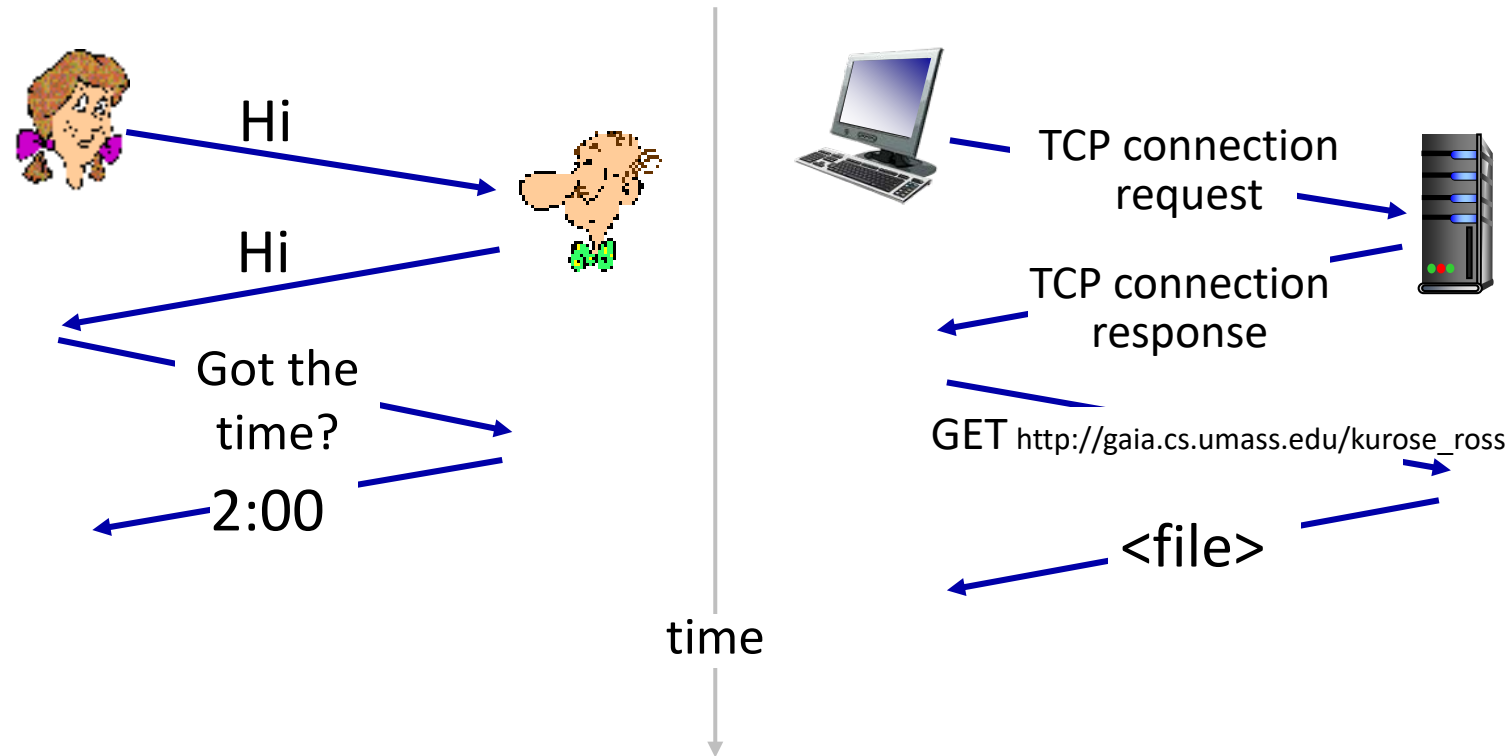 Hi
Hi
Got the
time?
2:00
TCP connection
request
TCP connection
response
GET http://gaia.cs.umass.edu/kurose_ross
<file>
time